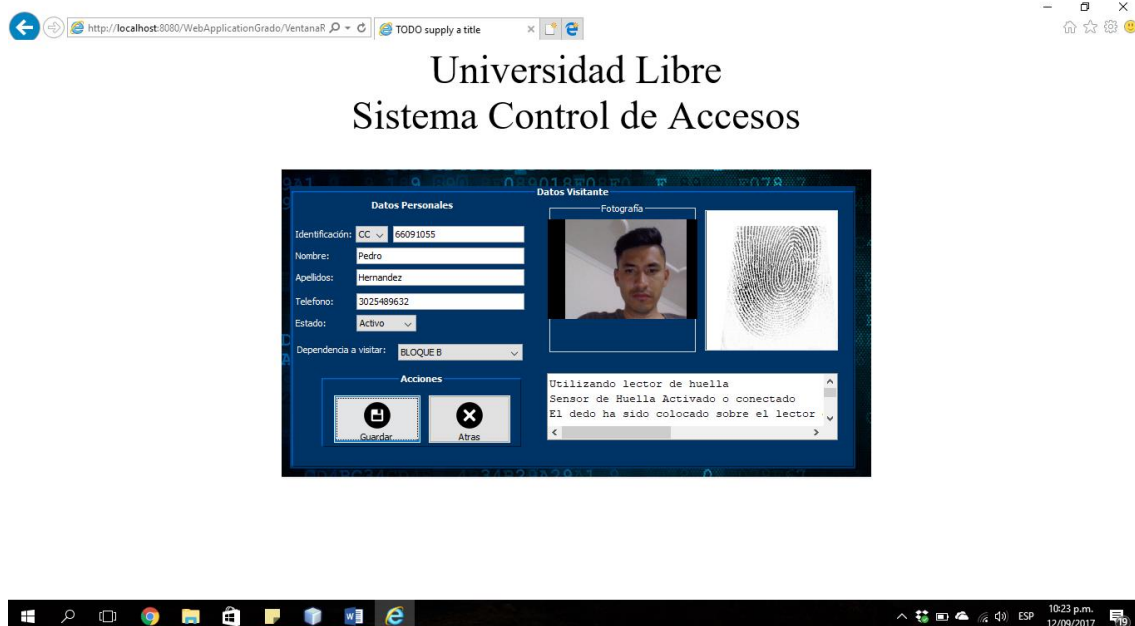 http://localhost:8080/WebApplicationGrado/VentanaR
TODO supply a title
Universidad Libre
Sistema Control de Accesos
Datos Visitante
Datos Personales
Fotografía
Identificación: CC 66091055
Nombre: Pedro
Apellidos: Hernandez
Telefono: 3025489632
Estado: Activo
Dependencia a visitar: BLOQUE B
Acciones
Guardar
Atras
Utilizando lector de huella
Sensor de Huella Activado o conectado
El dedo ha sido colocado sobre el lector
ESP
10:23 p.m.
12/09/2017
19